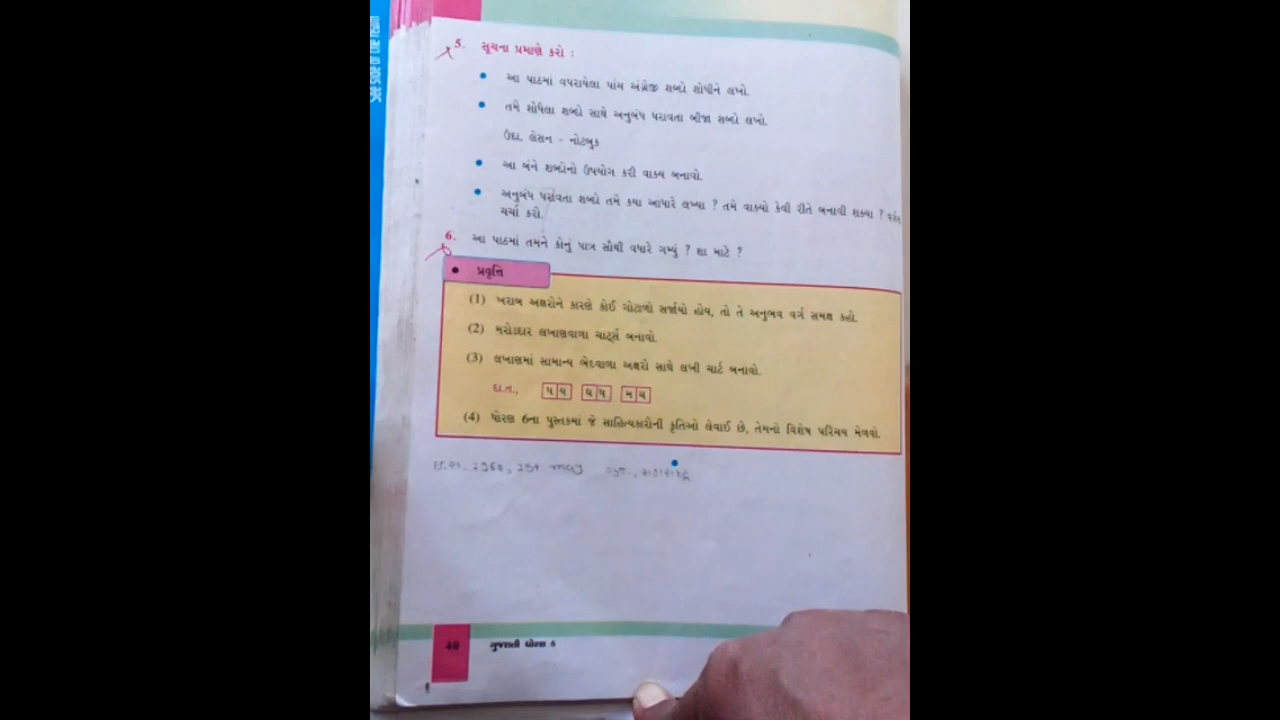 5. સૂચના પ્રમાણે કરો :
• આ પાઠમાં વપરાયેલા પાંચ અંગ્રેજી શબ્દો શોધીને લખો.
• તમે શોધેલા શબ્દો સાથે અનુબંધ ધરાવતા બીજા શબ્દો લખો.
ઉદા. લેસન - નોટબુક
• આ બંને શબ્દોનો ઉપયોગ કરી વાક્ય બનાવો.
• અનુબંધ ધરાવતા શબ્દો તમે કયા આધારે લખ્યા ? તમે વાક્યો કેવી રીતે બનાવી શક્યા ?
ચર્ચા કરો.
6. આ પાઠમાં તમને કોનું પાત્ર સૌથી વધારે ગમ્યું ? શા માટે ?
• પ્રવૃત્તિ
(1) ખરાબ અક્ષરોને કારણે કોઈ ગોટાળો સર્જાયો હોય, તો તે અનુભવ વર્ગ સમક્ષ કહો.
(2) મરોડદાર લખાણવાળા ચાર્ટ્સ બનાવો.
(3) લખાણમાં સામાન્ય ભેદવાળા અક્ષરો સાથે લખી ચાર્ટ બનાવો.
દા.ત., પ ય ઘ ધ મ ય
(4) ધોરણ 6ના પુસ્તકમાં જે સાહિત્યકારોની કૃતિઓ લેવાઈ છે, તેમનો વિશેષ પરિચય મેળવો.
ઈ.સ. ૧૯૬૦,
40 ગુજરાતી ધોરણ 6